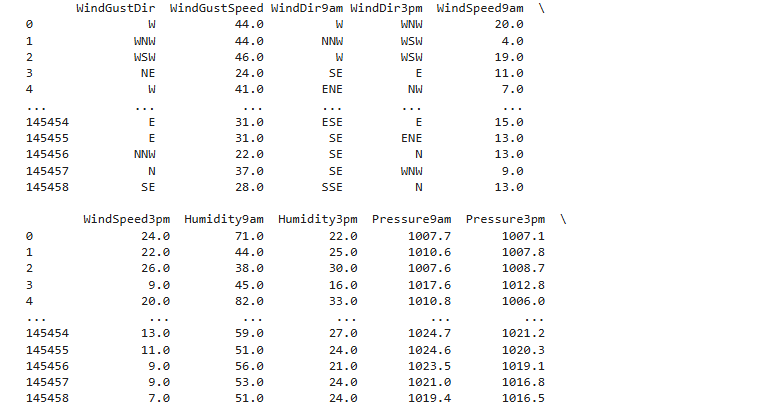 WindGustDir WindGustSpeed WindDir9am WindDir3pm WindSpeed9am \
0 W 44.0 W WNW 20.0
1 WNW 44.0 NNW WSW 4.0
2 WSW 46.0 W WSW 19.0
3 NE 24.0 SE E 11.0
4 W 41.0 ENE NW 7.0
... ... ... ... ... ...
145454 E 31.0 ESE E 15.0
145455 E 31.0 SE ENE 13.0
145456 NNW 22.0 SE N 13.0
145457 N 37.0 SE WNW 9.0
145458 SE 28.0 SSE N 13.0
WindSpeed3pm Humidity9am Humidity3pm Pressure9am Pressure3pm \
0 24.0 71.0 22.0 1007.7 1007.1
1 22.0 44.0 25.0 1010.6 1007.8
2 26.0 38.0 30.0 1007.6 1008.7
3 9.0 45.0 16.0 1017.6 1012.8
4 20.0 82.0 33.0 1010.8 1006.0
... ... ... ... ... ...
145454 13.0 59.0 27.0 1024.7 1021.2
145455 11.0 51.0 24.0 1024.6 1020.3
145456 9.0 56.0 21.0 1023.5 1019.1
145457 9.0 53.0 24.0 1021.0 1016.8
145458 7.0 51.0 24.0 1019.4 1016.5